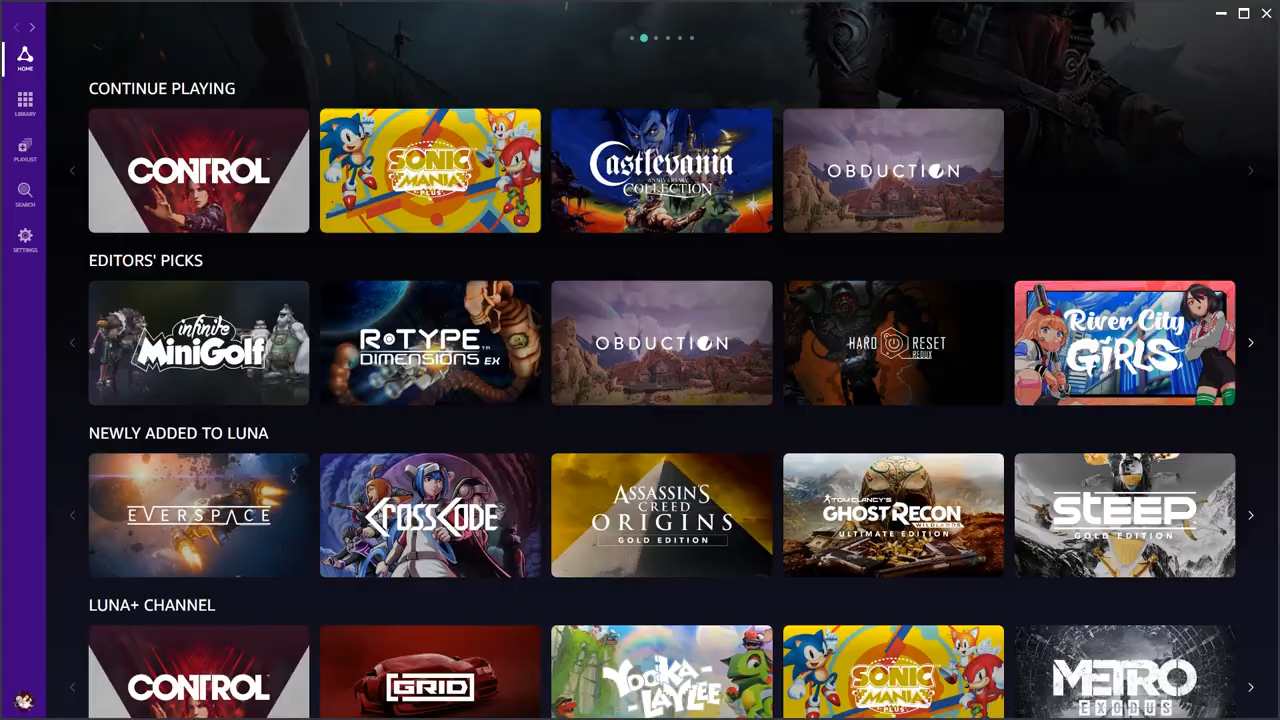 HOME
LIBRARY
PLAYLIST
SEARCH
SETTINGS
CONTINUE PLAYING
CONTROL
SONIC
MANIA
PLUS
Castlevania
ANNIVERSARY
COLLECTION
OBDUCTION
EDITORS' PICKS
infinite
MiniGolf
R-TYPE™
DIMENSIONS EX
OBDUCTION
HARD RESET
REDUX
River City
GiRLS
NEWLY ADDED TO LUNA
EVERSPACE
CROSSCODE
ASSASSIN'S
CREED
ORIGINS
GOLD EDITION
TOM CLANCY'S
GHOST RECON
WILDLANDS
ULTIMATE EDITION
STEEP
GOLD EDITION
LUNA+ CHANNEL
CONTROL
GRID
Yooka-
LAYLEE
SONIC
MANIA
PLUS
METRO
EXODUS